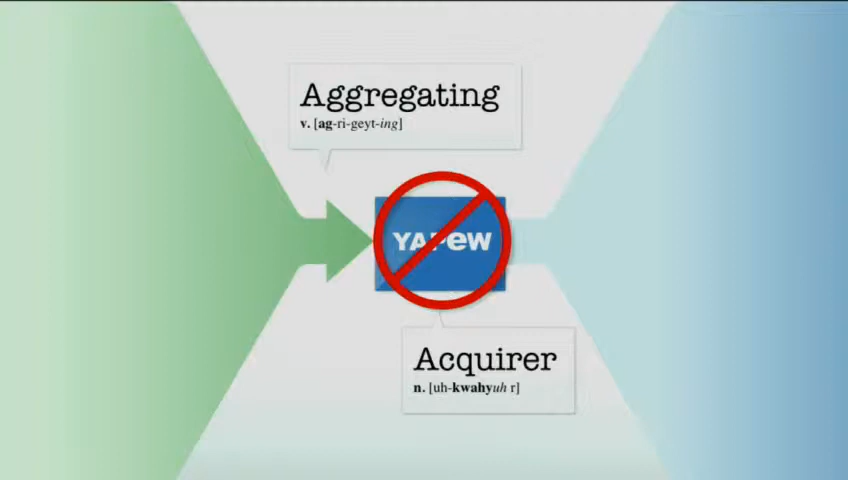 Aggregating
v. [ag-ri-geyt-ing]
YAPEW
Acquirer
n. [uh-kwahyuh r]